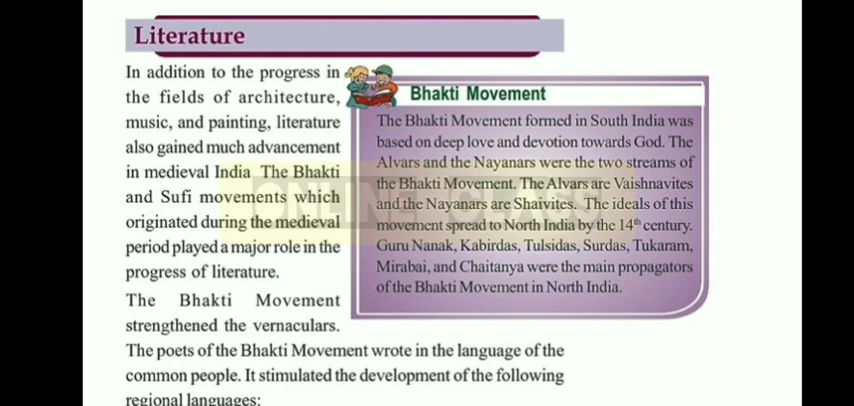 Literature
In addition to the progress in
the fields of architecture,
music, and painting, literature
also gained much advancement
in medieval India The Bhakti
and Sufi movements which
originated during the medieval
period played a major role in the
progress of literature.
The Bhakti Movement
strengthened the vernaculars.
The poets of the Bhakti Movement wrote in the language of the
common people. It stimulated the development of the following
regional languages:
Bhakti Movement
The Bhakti Movement formed in South India was
based on deep love and devotion towards God. The
Alvars and the Nayanars were the two streams of
the Bhakti Movement. The Alvars are Vaishnavites
and the Nayanars are Shaivites. The ideals of this
movement spread to North India by the 14th century.
Guru Nanak, Kabirdas, Tulsidas, Surdas, Tukaram,
Mirabai, and Chaitanya were the main propagators
of the Bhakti Movement in North India.
ONLINE CLASS